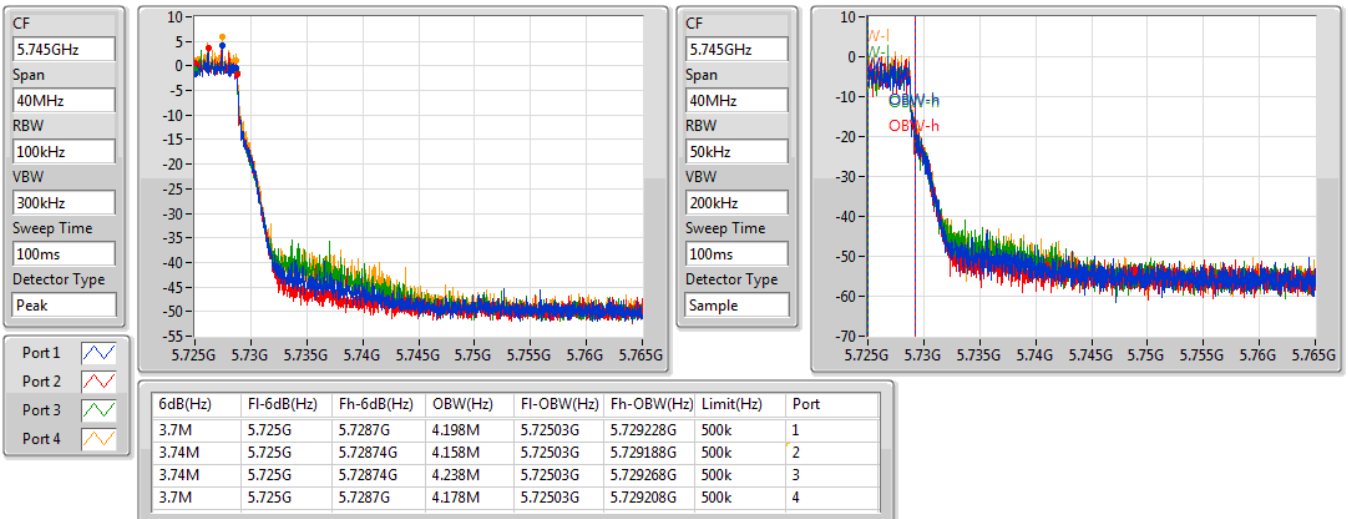 CF
5.745GHz
Span
40MHz
RBW
100kHz
VBW
300kHz
Sweep Time
100ms
Detector Type
Peak
10
5
0
-5
-10
-15
-20
-25
-30
-35
-40
-45
-50
-55
5.725G 5.73G 5.735G 5.74G 5.745G 5.75G 5.755G 5.76G 5.765G
CF
5.745GHz
Span
40MHz
RBW
50kHz
VBW
200kHz
Sweep Time
100ms
Detector Type
Sample
10
0
-10
-20
-30
-40
-50
-60
-70
W-l
W-l
OBW-h
OBW-h
5.725G 5.73G 5.735G 5.74G 5.745G 5.75G 5.755G 5.76G 5.765G
Port 1
Port 2
Port 3
Port 4
6dB(Hz) Fl-6dB(Hz) Fh-6dB(Hz) OBW(Hz) Fl-OBW(Hz) Fh-OBW(Hz) Limit(Hz) Port
3.7M 5.725G 5.7287G 4.198M 5.72503G 5.729228G 500k 1
3.74M 5.725G 5.72874G 4.158M 5.72503G 5.729188G 500k 2
3.74M 5.725G 5.72874G 4.238M 5.72503G 5.729268G 500k 3
3.7M 5.725G 5.7287G 4.178M 5.72503G 5.729208G 500k 4